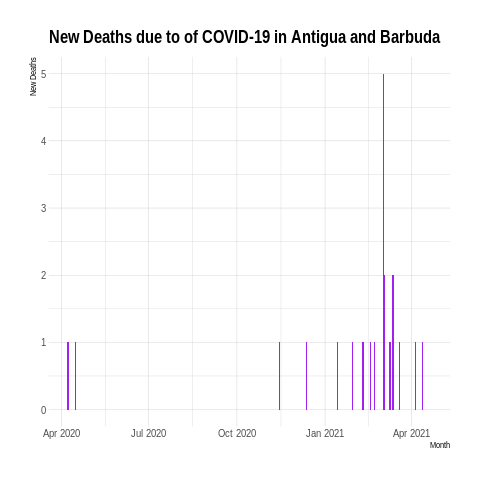 New Deaths due to of COVID-19 in Antigua and Barbuda
New Deaths
5
4
3
2
1
0
Apr 2020 Jul 2020 Oct 2020 Jan 2021 Apr 2021
Month